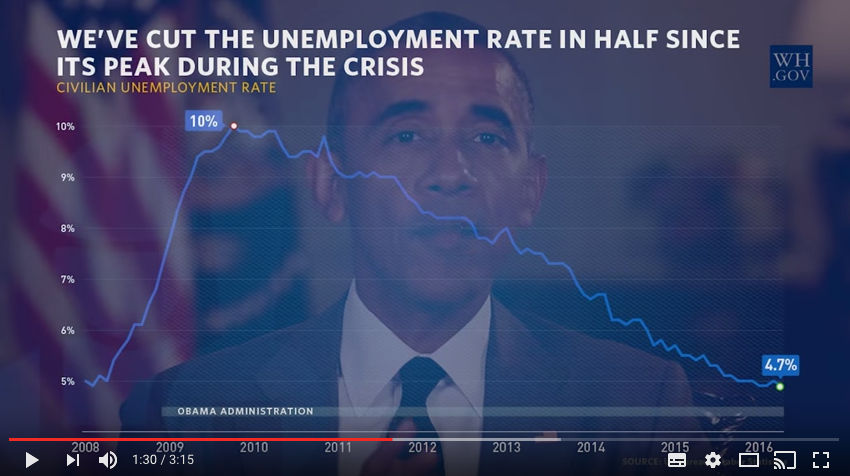 WE'VE CUT THE UNEMPLOYMENT RATE IN HALF SINCE
ITS PEAK DURING THE CRISIS
CIVILIAN UNEMPLOYMENT RATE
WH
.GOV
10%
10%
9%
8%
7%
6%
5%
4.7%
OBAMA ADMINISTRATION
2008 2009 2010 2011 2012 2013 2014 2015 2016
SOURCE:
1:30 / 3:15